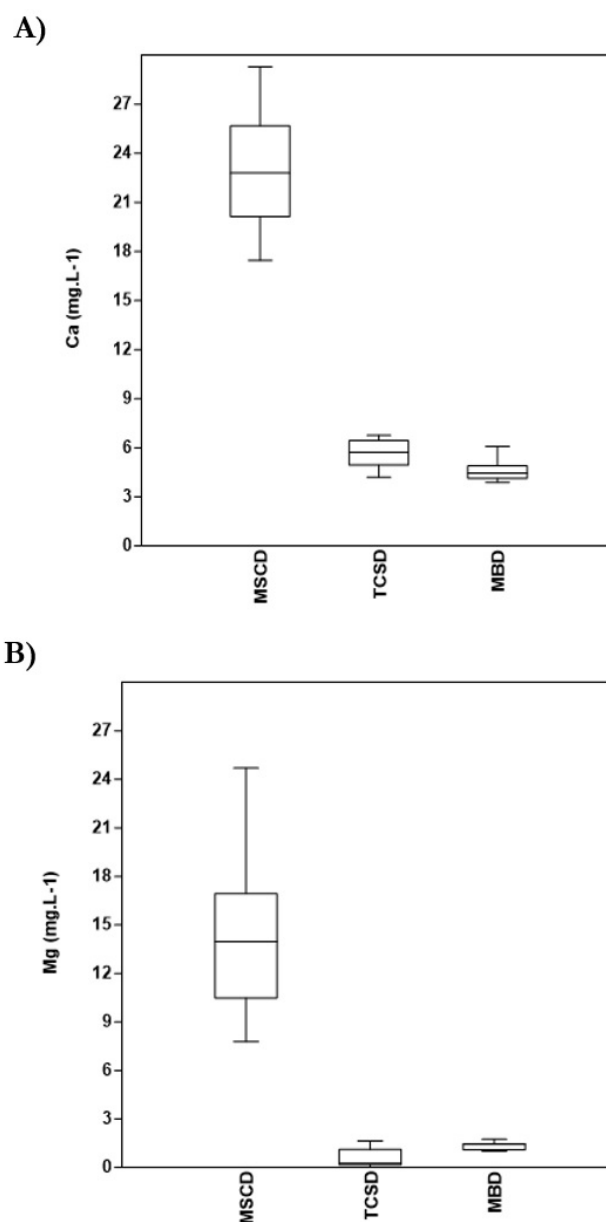 A)
27
24
21
18
15
12
9
6
3
0
Ca (mg.L-1)
MSCD
TCSD
MBD
B)
27
24
21
18
15
12
9
6
3
0
Mg (mg.L-1)
MSCD
TCSD
MBD